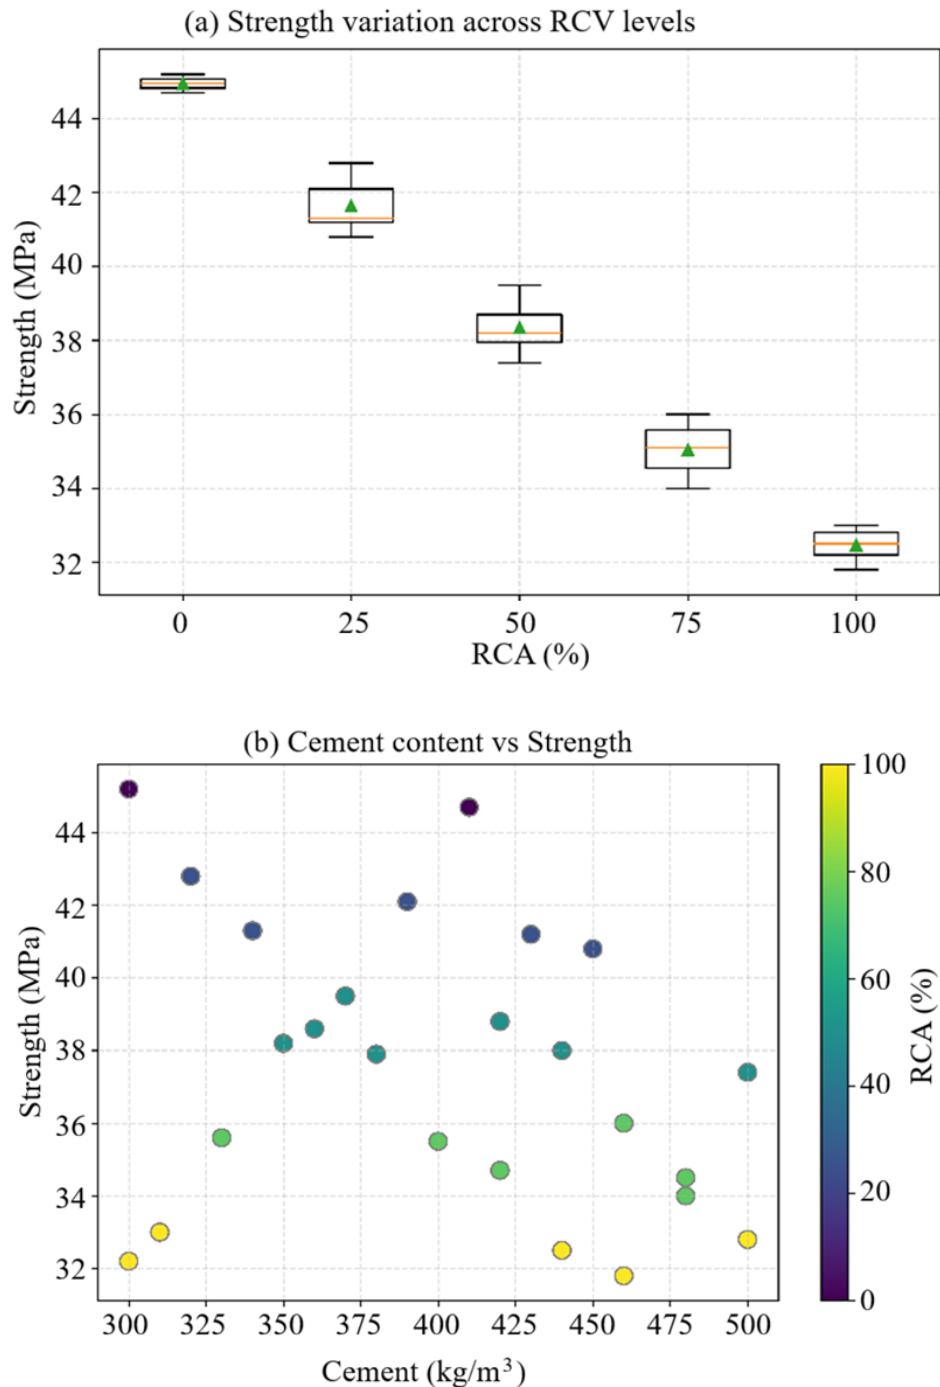 (a) Strength variation across RCV levels
44
42
40
38
36
34
32
Strength (MPa)
0 25 50 75 100
RCA (%)
(b) Cement content vs Strength
44
42
40
38
36
34
32
Strength (MPa)
300 325 350 375 400 425 450 475 500
Cement (kg/m³)
100
80
60
40
20
0
RCA (%)